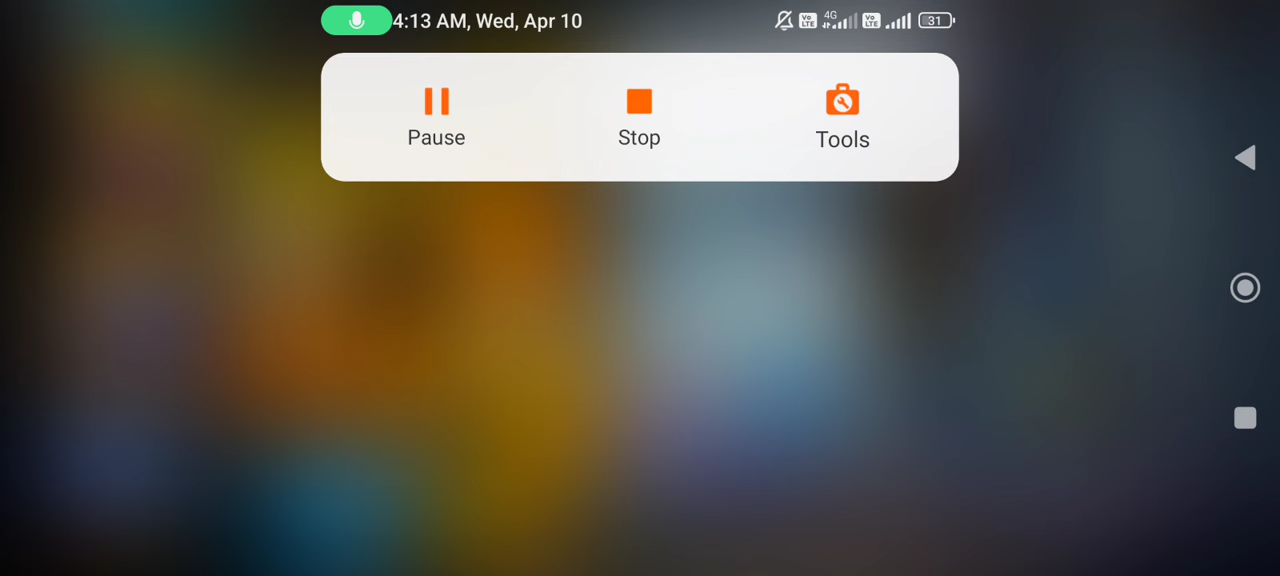 4:13 AM, Wed, Apr 10
Vo LTE 4G Vo LTE 31
Pause Stop Tools